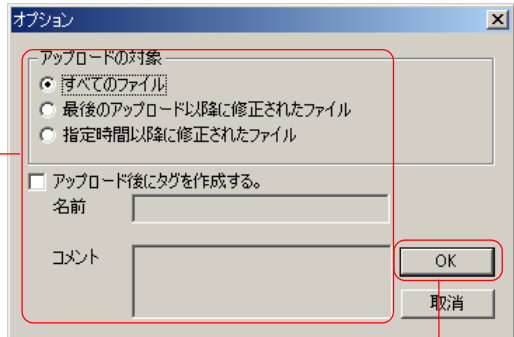 オプション
アップロードの対象
すべてのファイル
最後のアップロード以降に修正されたファイル
指定時間以降に修正されたファイル
アップロード後にタグを作成する。
名前
コメント
OK
取消